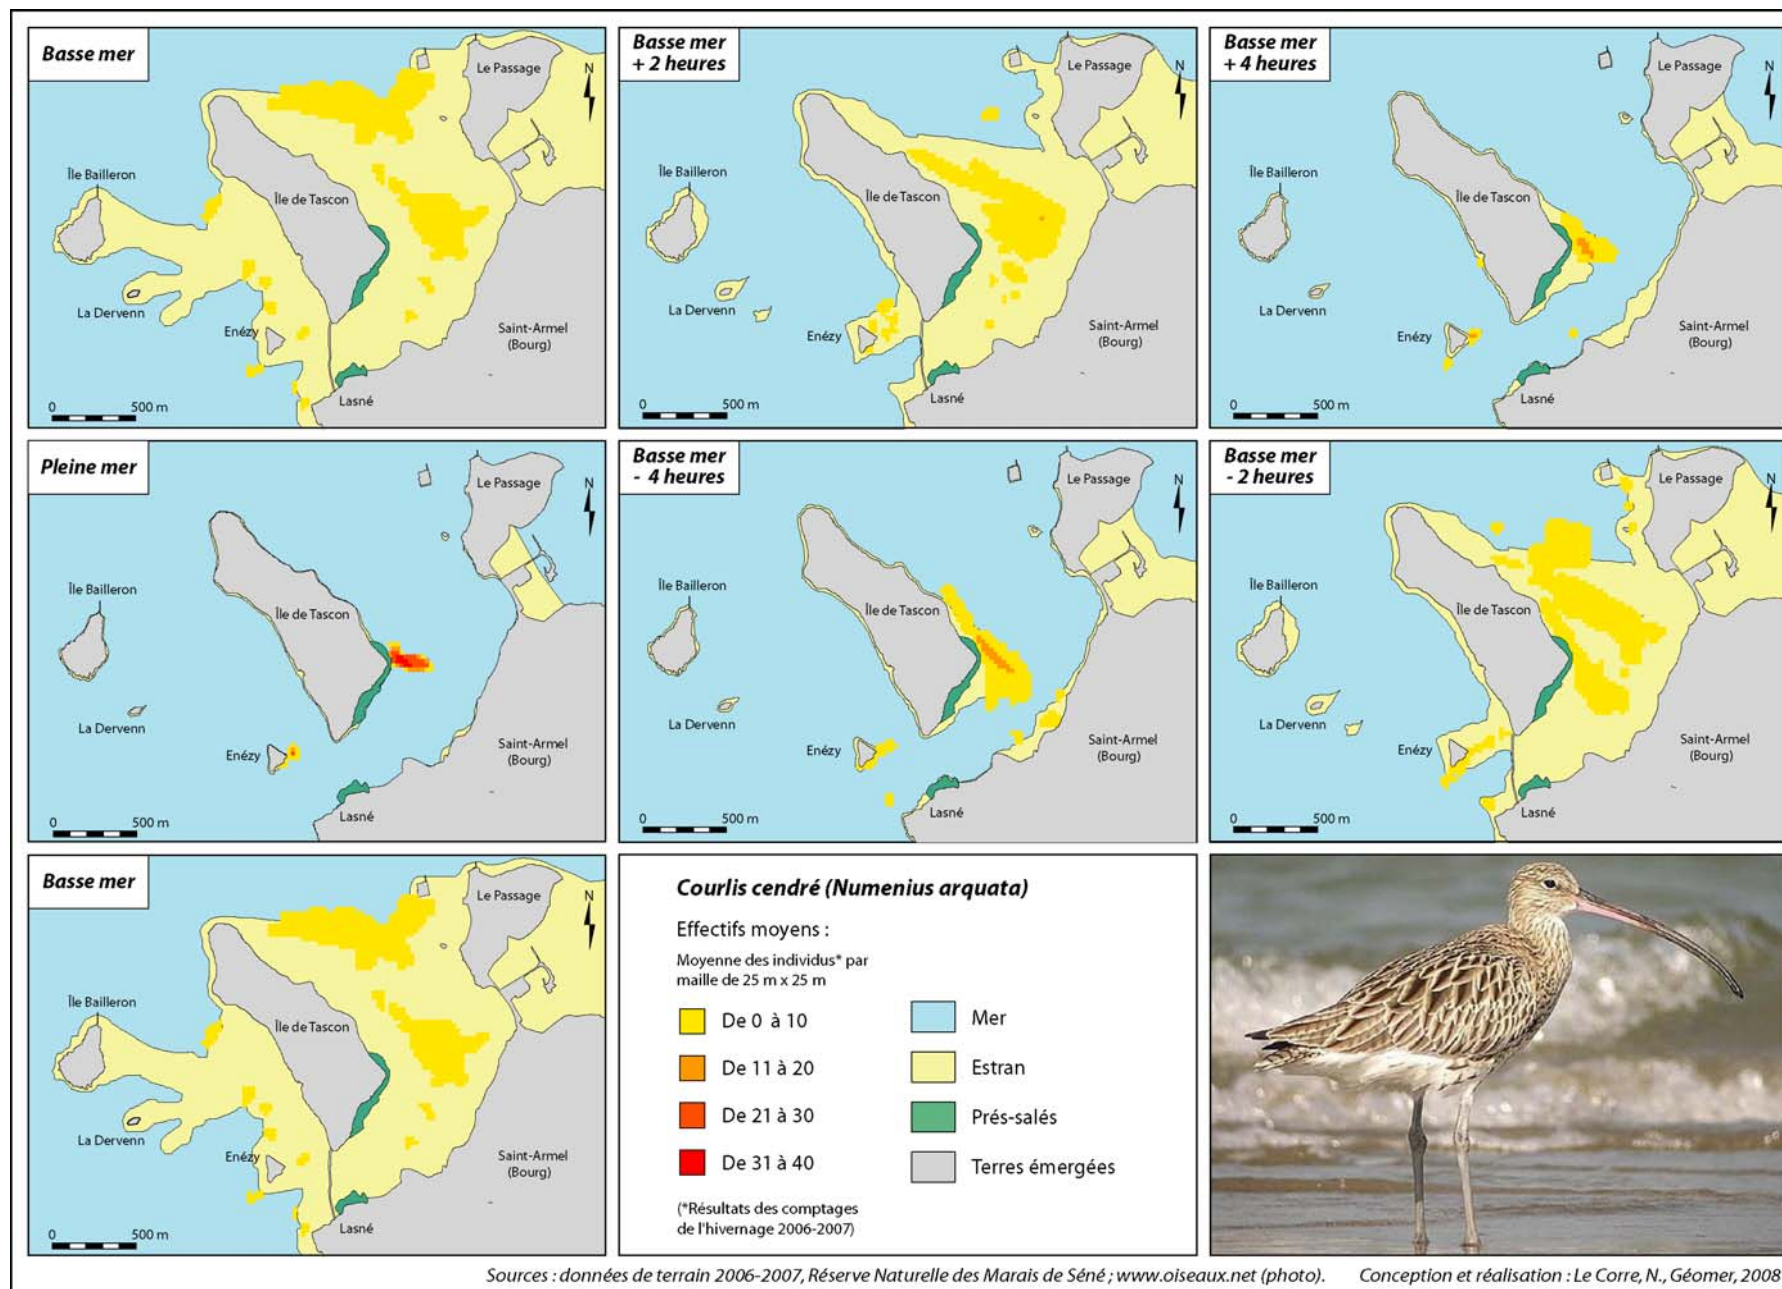 Basse mer
Le Passage
N
Île Bailleron
Île de Tascon
La Dervenn
Enézy
Saint-Armel
(Bourg)
Lasné
0 500 m
Basse mer
+ 2 heures
Le Passage
N
Île Bailleron
Île de Tascon
La Dervenn
Enézy
Saint-Armel
(Bourg)
Lasné
0 500 m
Basse mer
+ 4 heures
Le Passage
N
Île Bailleron
Île de Tascon
La Dervenn
Enézy
Saint-Armel
(Bourg)
Lasné
0 500 m
Pleine mer
Le Passage
N
Île Bailleron
Île de Tascon
La Dervenn
Enézy
Saint-Armel
(Bourg)
Lasné
0 500 m
Basse mer
- 4 heures
Le Passage
N
Île Bailleron
Île de Tascon
La Dervenn
Enézy
Saint-Armel
(Bourg)
Lasné
0 500 m
Basse mer
- 2 heures
Le Passage
N
Île Bailleron
Île de Tascon
La Dervenn
Enézy
Saint-Armel
(Bourg)
Lasné
0 500 m
Basse mer
Le Passage
N
Île Bailleron
Île de Tascon
La Dervenn
Enézy
Saint-Armel
(Bourg)
Lasné
0 500 m
Courlis cendré (Numenius arquata)
Effectifs moyens :
Moyenne des individus* par
maille de 25 m x 25 m
De 0 à 10
De 11 à 20
De 21 à 30
De 31 à 40
(*Résultats des comptages
de l'hivernage 2006-2007)
Mer
Estran
Prés-salés
Terres émergées
Sources : données de terrain 2006-2007, Réserve Naturelle des Marais de Séné ; www.oiseaux.net (photo). Conception et réalisation : Le Corre, N., Géomer, 2008